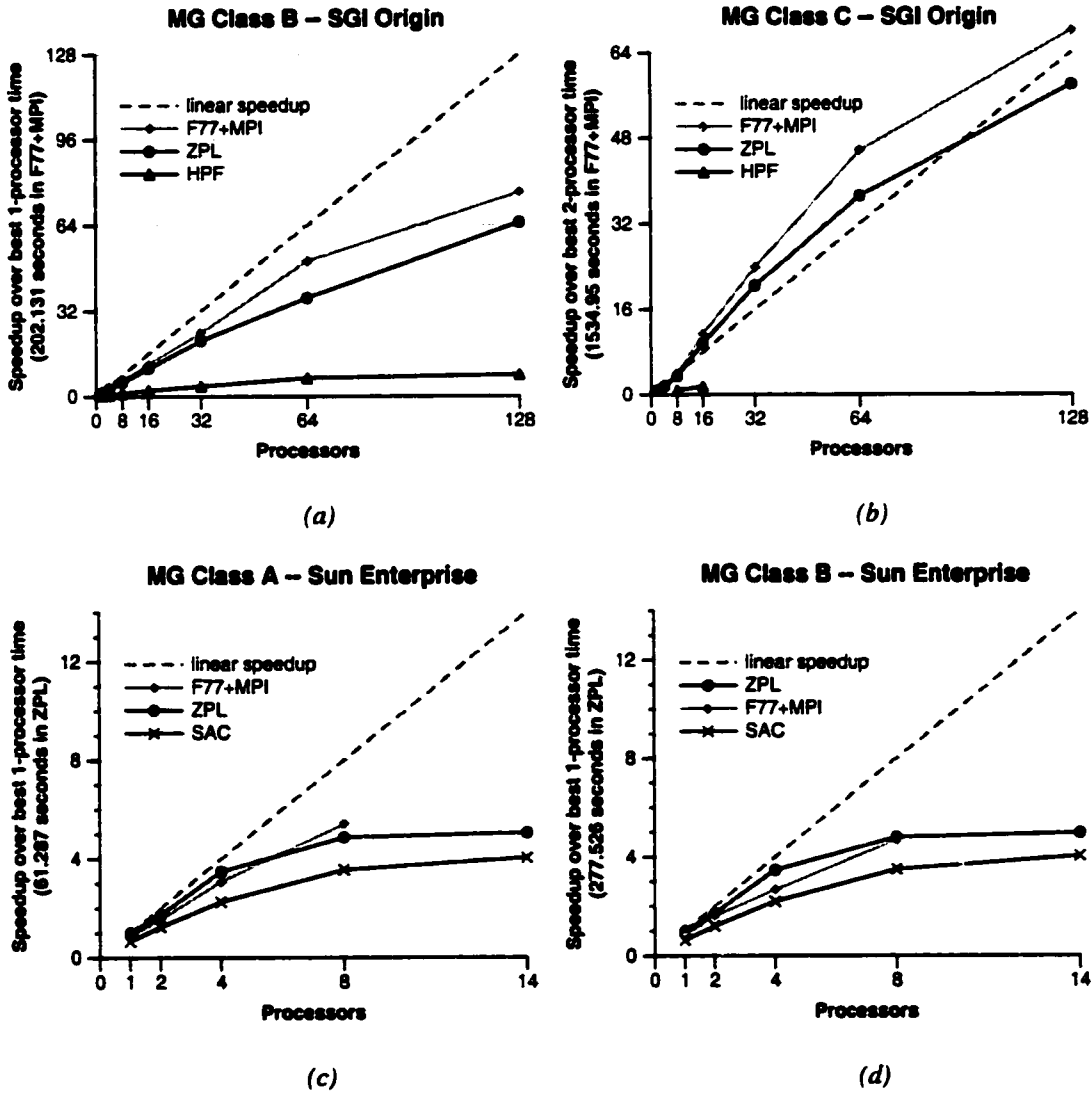 MG Class B – SGI Origin
Speedup over best 1-processor time
(202.131 seconds in F77+MPI)
128
96
64
32
0
linear speedup
F77+MPI
ZPL
HPF
0 8 16 32 64 128
Processors
(a)
MG Class C – SGI Origin
Speedup over best 2-processor time
(1534.95 seconds in F77+MPI)
64
48
32
16
0
linear speedup
F77+MPI
ZPL
HPF
0 8 16 32 64 128
Processors
(b)
MG Class A – Sun Enterprise
Speedup over best 1-processor time
(61.287 seconds in ZPL)
12
8
4
0
linear speedup
F77+MPI
ZPL
SAC
0 1 2 4 8 14
Processors
(c)
MG Class B – Sun Enterprise
Speedup over best 1-processor time
(277.526 seconds in ZPL)
12
8
4
0
linear speedup
ZPL
F77+MPI
SAC
0 1 2 4 8 14
Processors
(d)